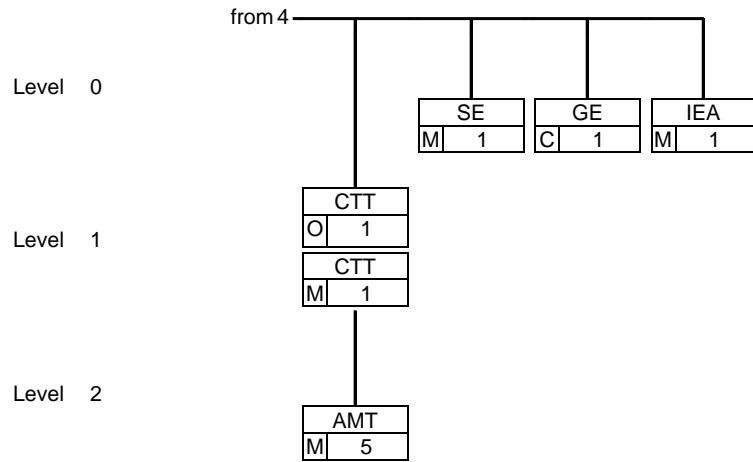 from 4
Level 0
SE GE IEA
M 1 C 1 M 1
CTT
O 1
Level 1
CTT
M 1
Level 2
AMT
M 5